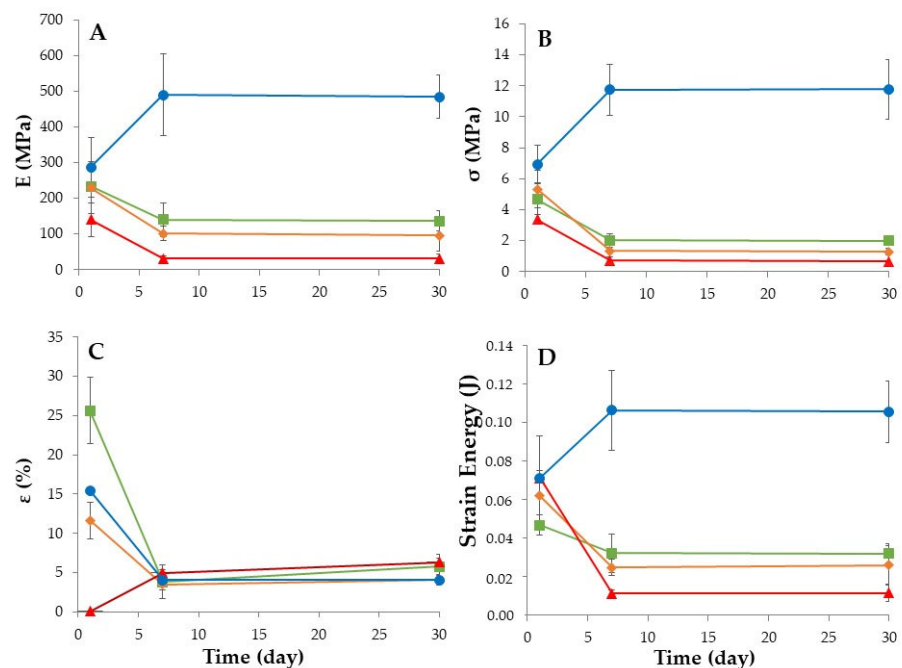 A
E (MPa)
700
600
500
400
300
200
100
0
0 5 10 15 20 25 30
Time (day)
B
σ (MPa)
16
14
12
10
8
6
4
2
0
0 5 10 15 20 25 30
Time (day)
C
ε (%)
35
30
25
20
15
10
5
0
0 5 10 15 20 25 30
Time (day)
D
Strain Energy (J)
0.14
0.12
0.10
0.08
0.06
0.04
0.02
0.00
0 5 10 15 20 25 30
Time (day)